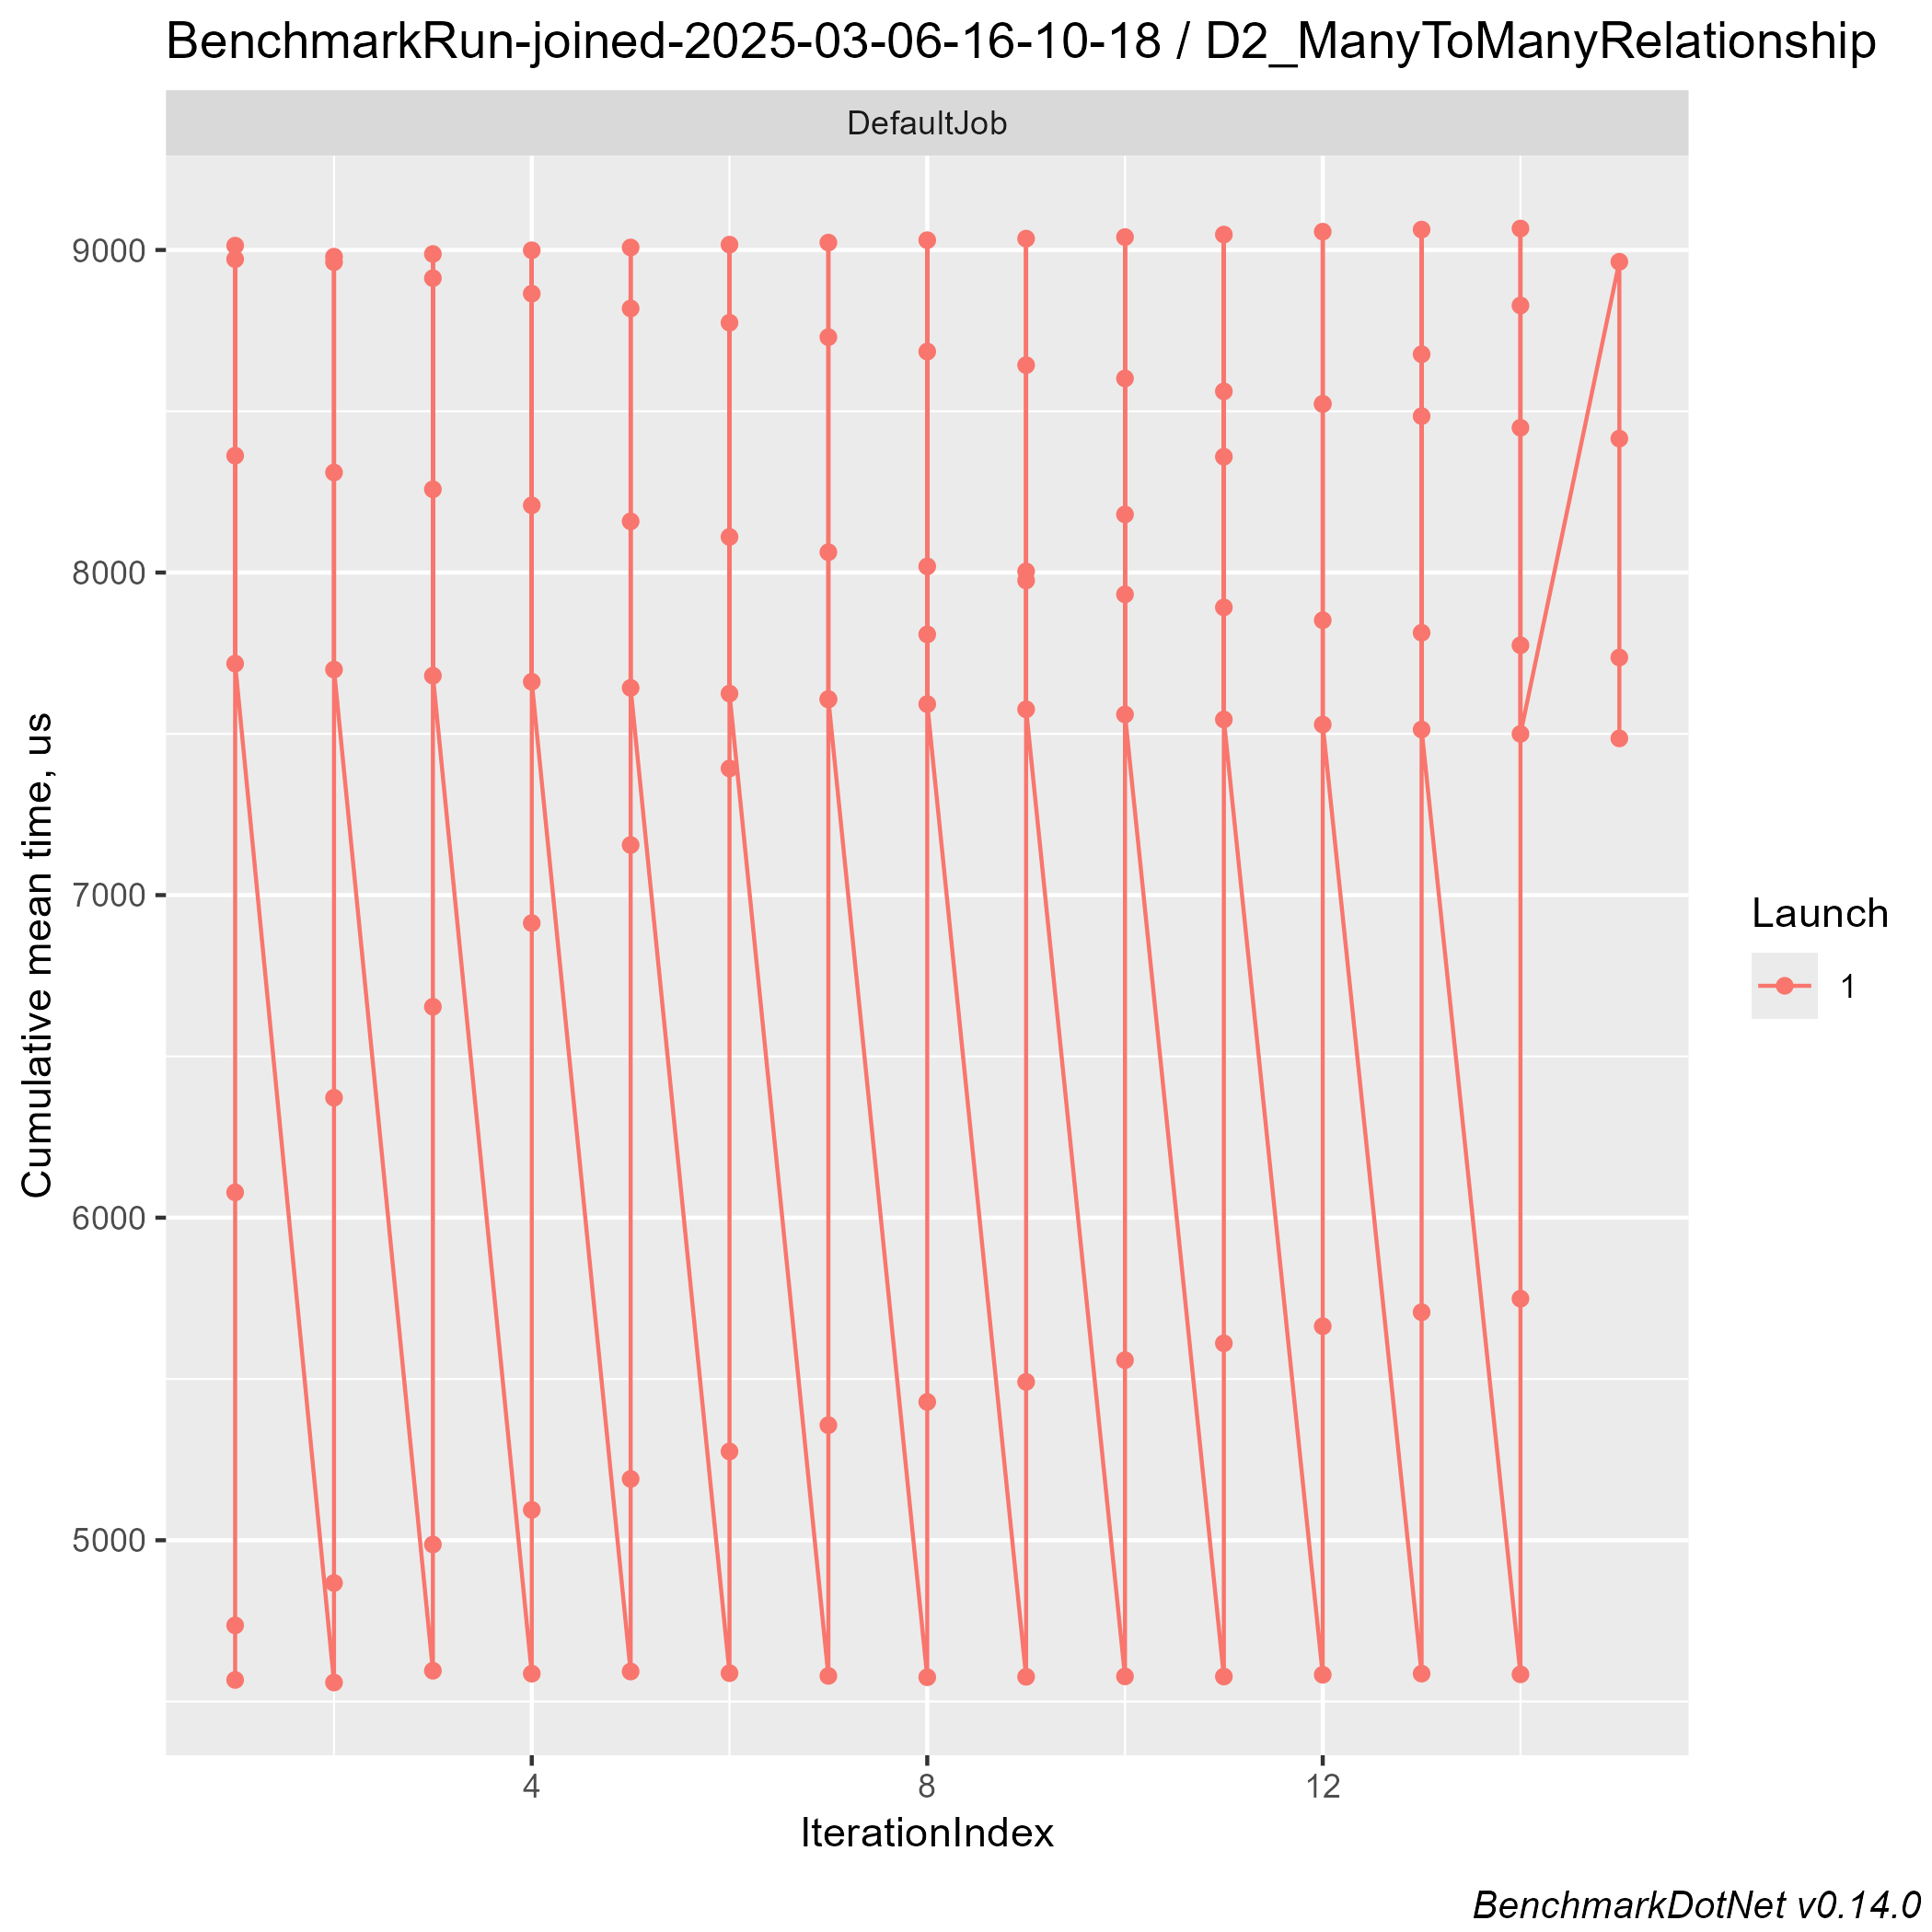 BenchmarkRun-joined-2025-03-06-16-10-18 / D2_ManyToManyRelationship
DefaultJob
9000
8000
7000
6000
5000
Cumulative mean time, us
4
8
12
IterationIndex
Launch
1
BenchmarkDotNet v0.14.0